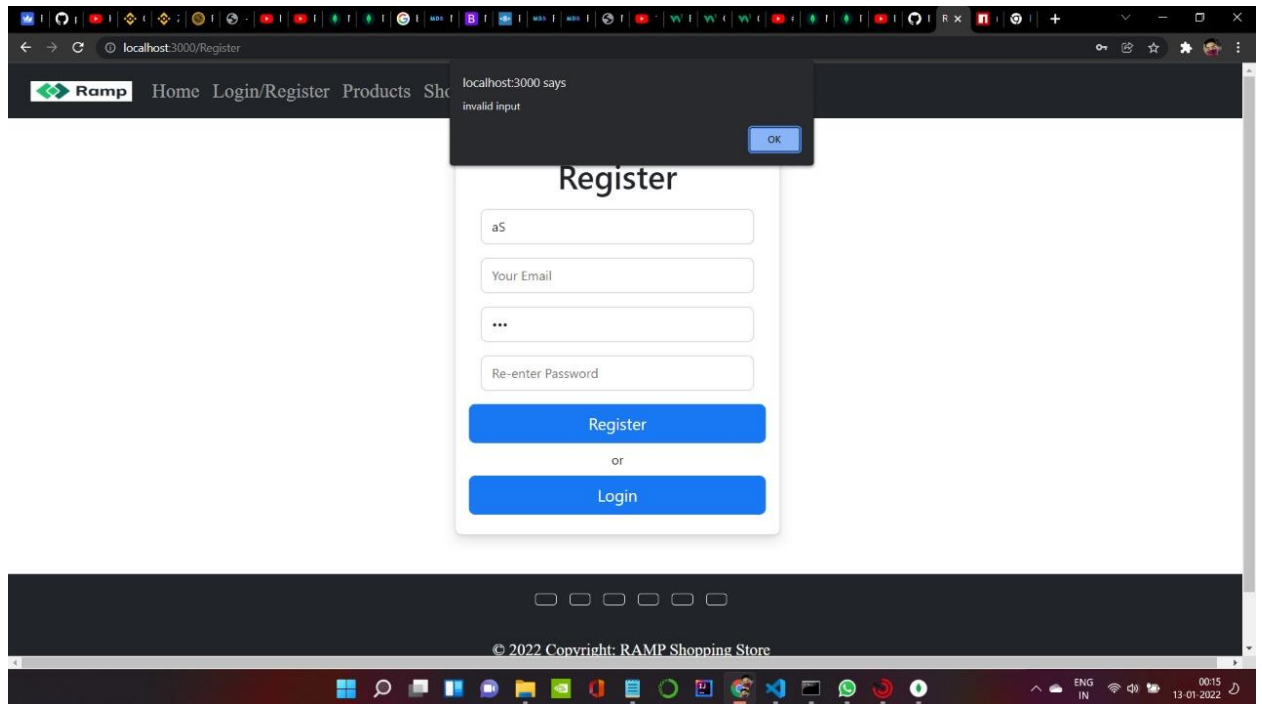 localhost:3000/Register
localhost:3000 says
invalid input
OK
Ramp Home Login/Register Products
Register
aS
Your Email
•••
Re-enter Password
Register
or
Login
© 2022 Copyright: RAMP Shopping Store
ENG
IN
00:15
13-01-2022